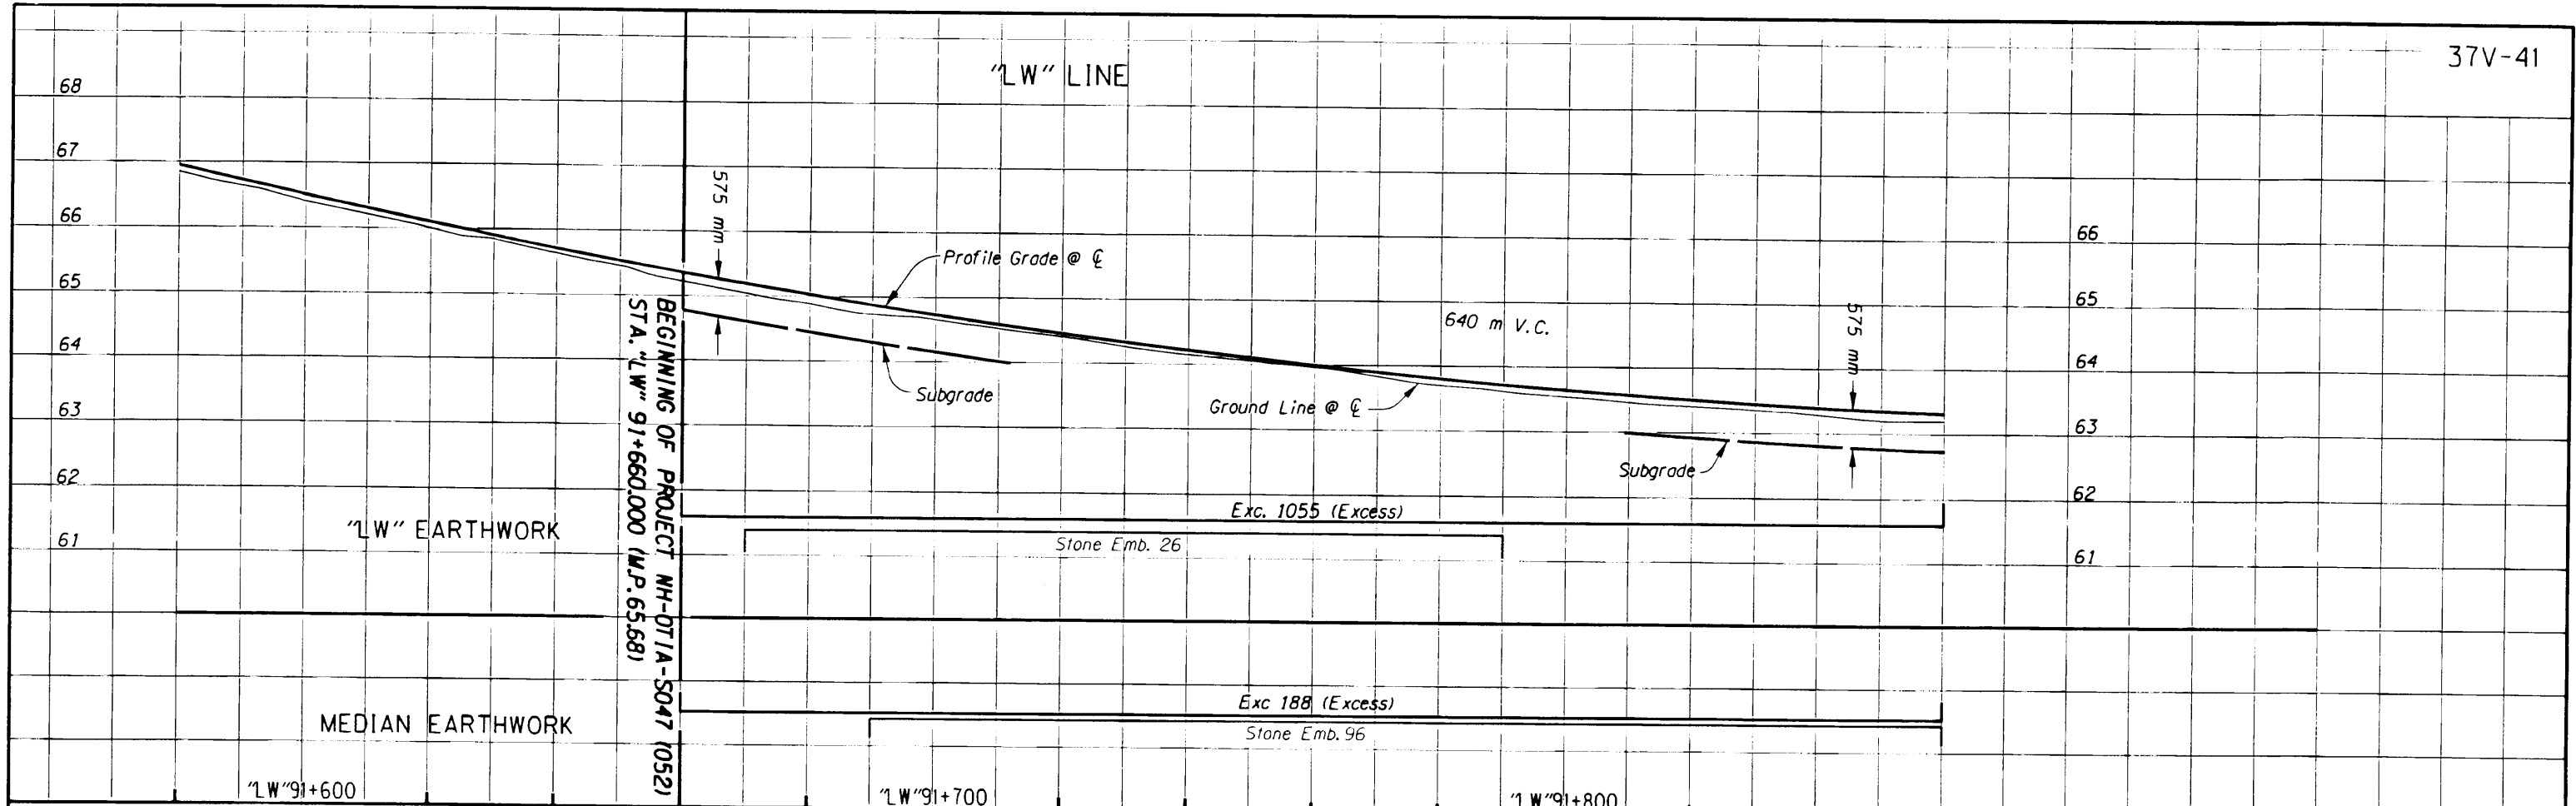 37V-41
"LW" LINE
68
67
66
65
64
63
62
61
575 mm
Profile Grade @ ℄
Subgrade
640 m V.C.
Ground Line @ ℄
575 mm
Subgrade
66
65
64
63
62
61
BEGINNING OF PROJECT NH-OTIA-S047 (052)
STA. "LW" 91+660.000 (M.P. 65.68)
"LW" EARTHWORK
Exc. 1055 (Excess)
Stone Emb. 26
MEDIAN EARTHWORK
Exc 188 (Excess)
Stone Emb. 96
"LW"91+600
"LW"91+700
"LW"91+800